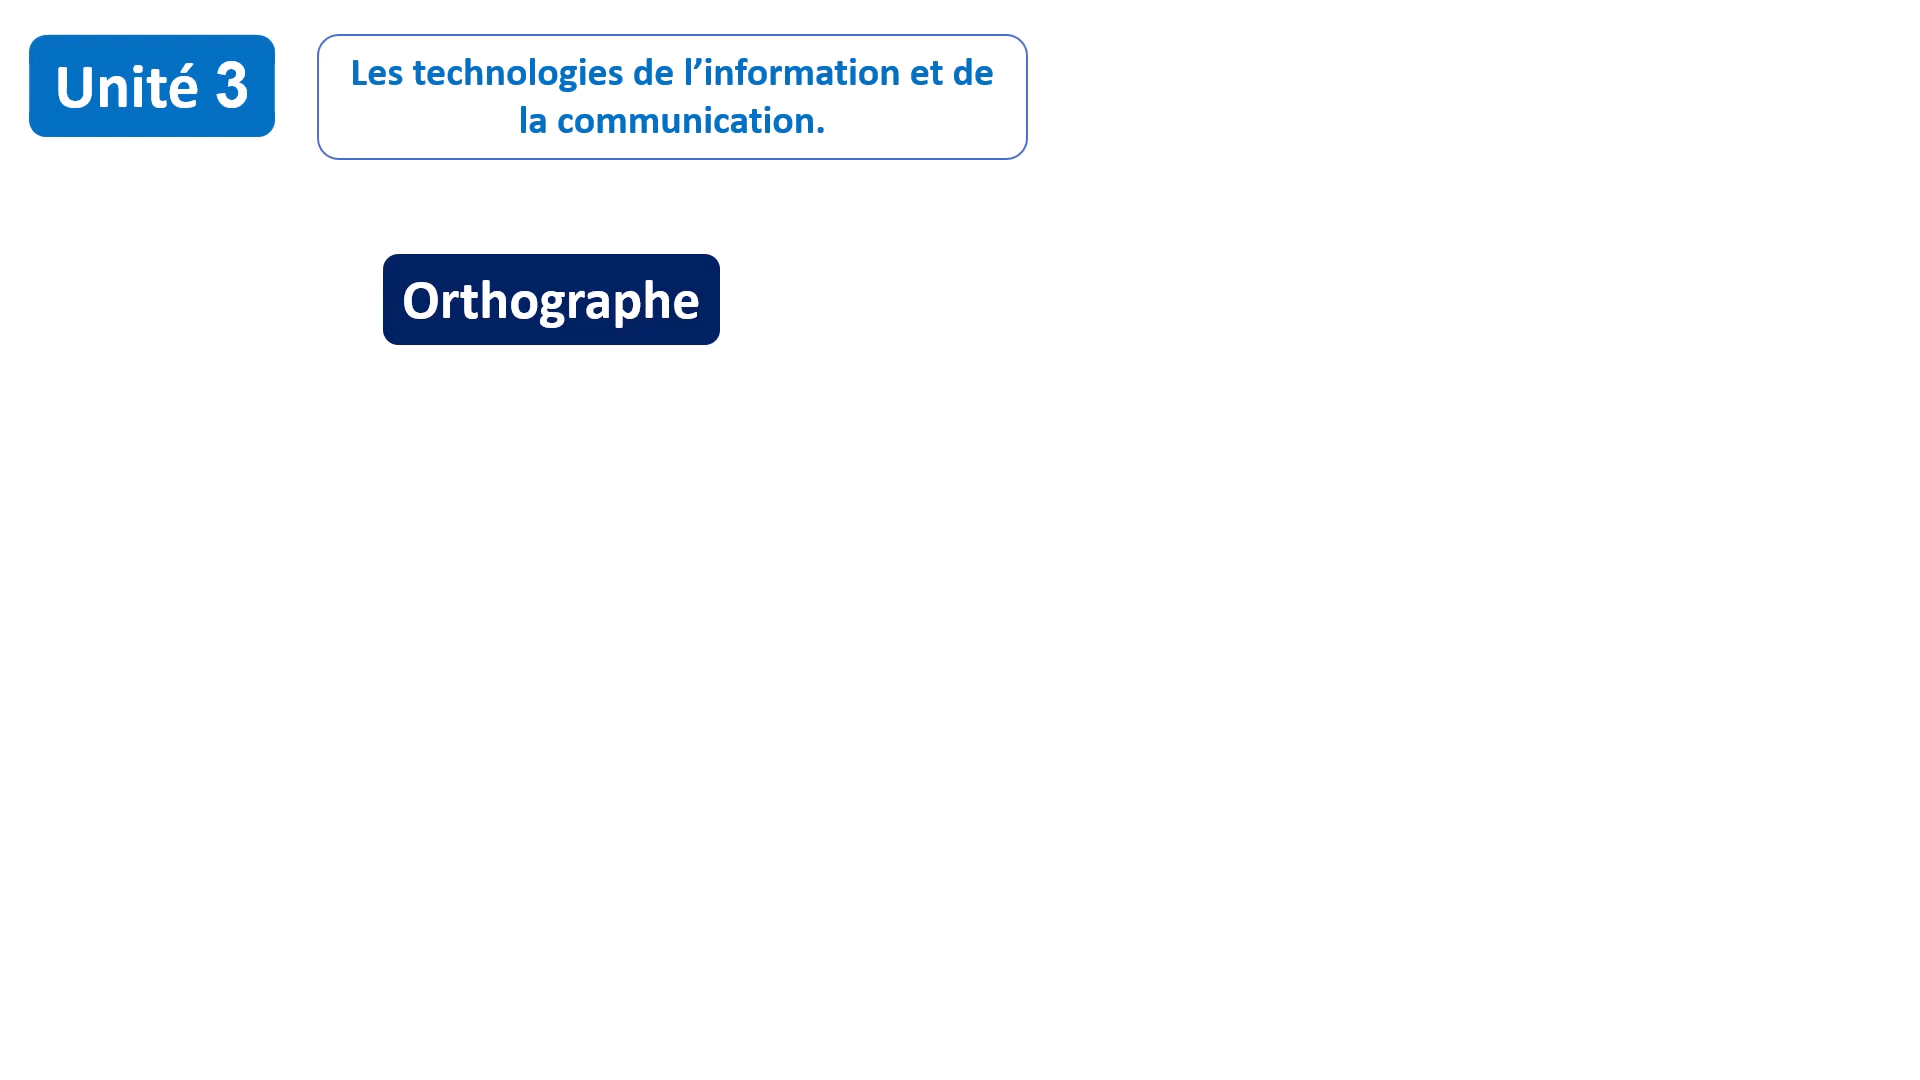 Unité 3
Les technologies de l’information et de
la communication.
Orthographe